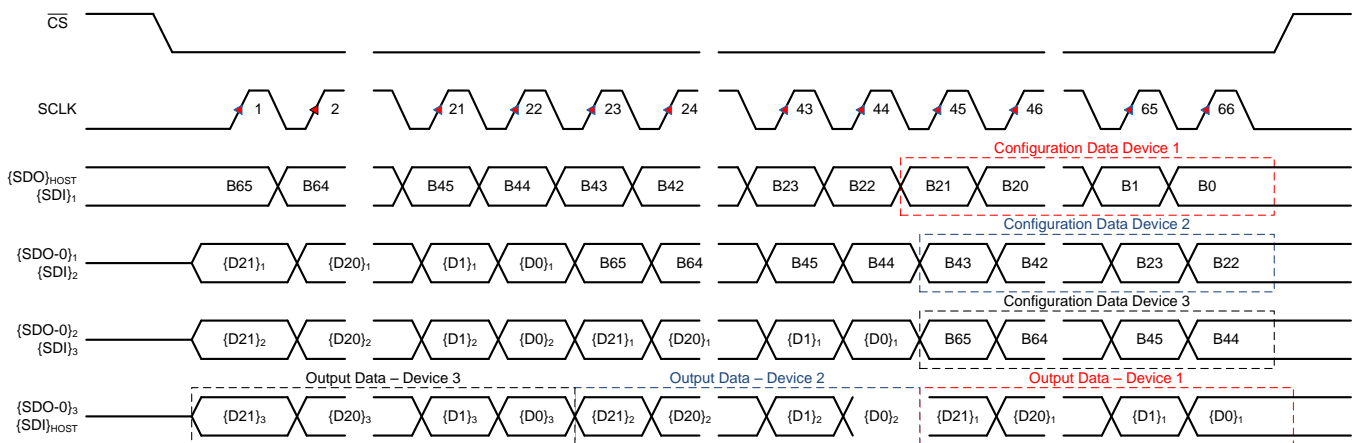 CS
SCLK 1 2 21 22 23 24 43 44 45 46 65 66
Configuration Data Device 1
{SDO}HOST
{SDI}1
B65 B64 B45 B44 B43 B42 B23 B22 B21 B20 B1 B0
Configuration Data Device 2
{SDO-0}1
{SDI}2
{D21}1 {D20}1 {D1}1 {D0}1 B65 B64 B45 B44 B43 B42 B23 B22
Configuration Data Device 3
{SDO-0}2
{SDI}3
{D21}2 {D20}2 {D1}2 {D0}2 {D21}1 {D20}1 {D1}1 {D0}1 B65 B64 B45 B44
Output Data – Device 3 Output Data – Device 2 Output Data – Device 1
{SDO-0}3
{SDI}HOST
{D21}3 {D20}3 {D1}3 {D0}3 {D21}2 {D20}2 {D1}2 {D0}2 {D21}1 {D20}1 {D1}1 {D0}1